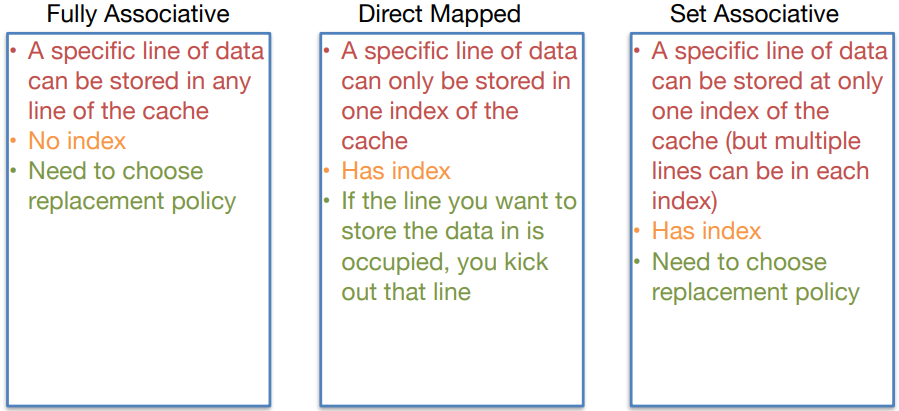 Fully Associative
• A specific line of data
can be stored in any
line of the cache
• No index
• Need to choose
replacement policy
Direct Mapped
• A specific line of data
can only be stored in
one index of the
cache
• Has index
• If the line you want to
store the data in is
occupied, you kick
out that line
Set Associative
• A specific line of data
can be stored at only
one index of the
cache (but multiple
lines can be in each
index)
• Has index
• Need to choose
replacement policy